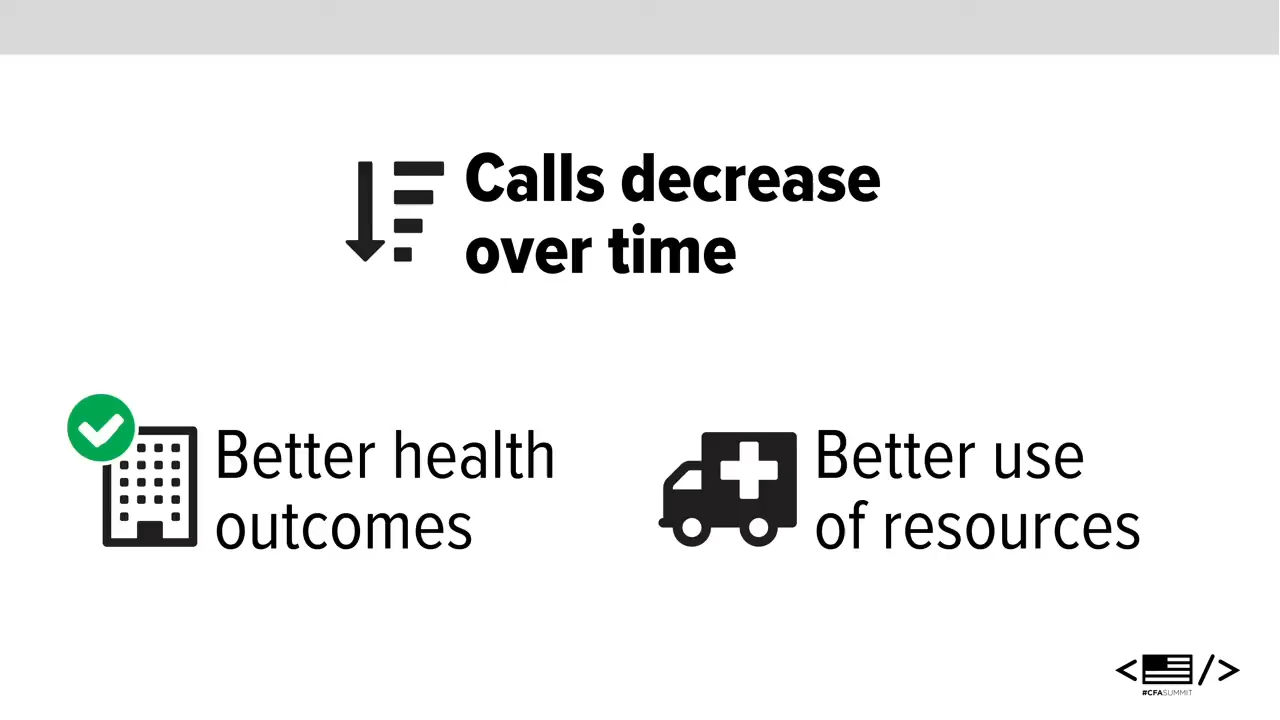 Calls decrease
over time
Better health
outcomes
Better use
of resources
#CFASUMMIT